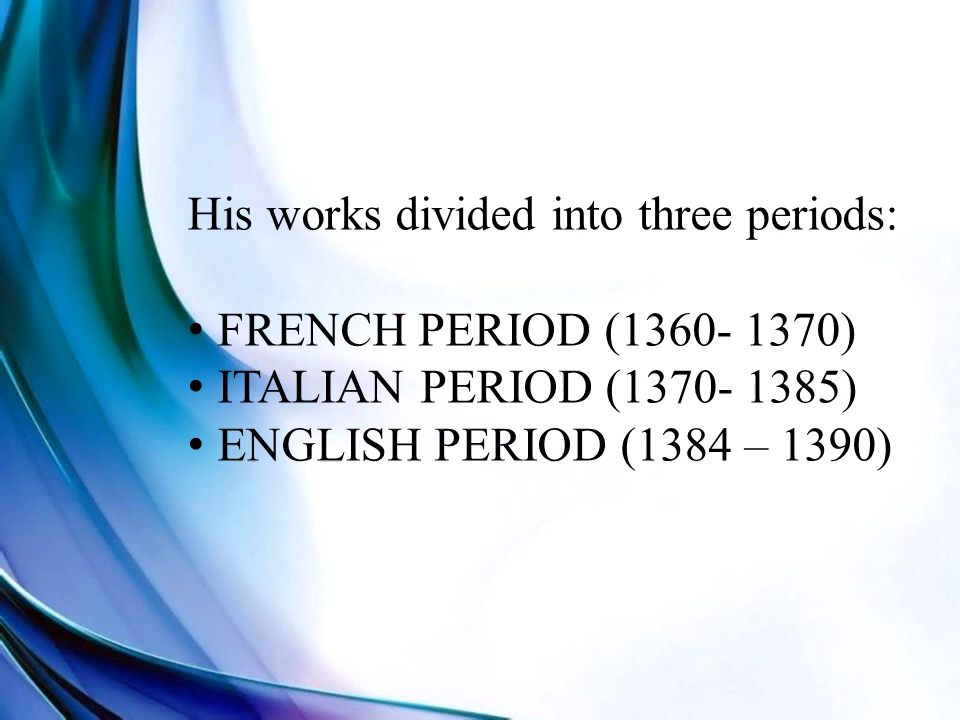 His works divided into three periods:
• FRENCH PERIOD (1360- 1370)
• ITALIAN PERIOD (1370- 1385)
• ENGLISH PERIOD (1384 – 1390)